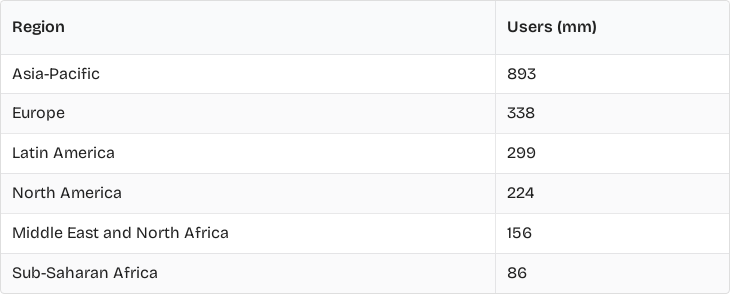 Region Users (mm)
Asia-Pacific 893
Europe 338
Latin America 299
North America 224
Middle East and North Africa 156
Sub-Saharan Africa 86